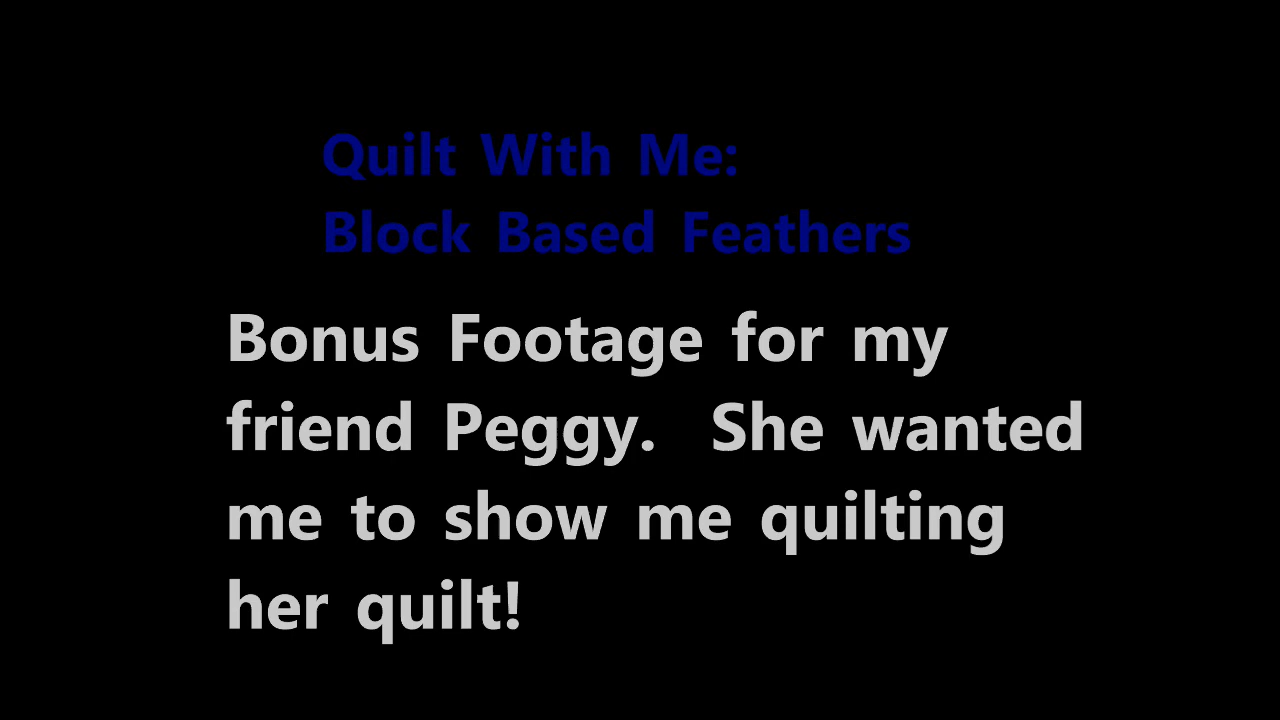 Quilt With Me:
Block Based Feathers
Bonus Footage for my
friend Peggy.  She wanted
me to show me quilting
her quilt!